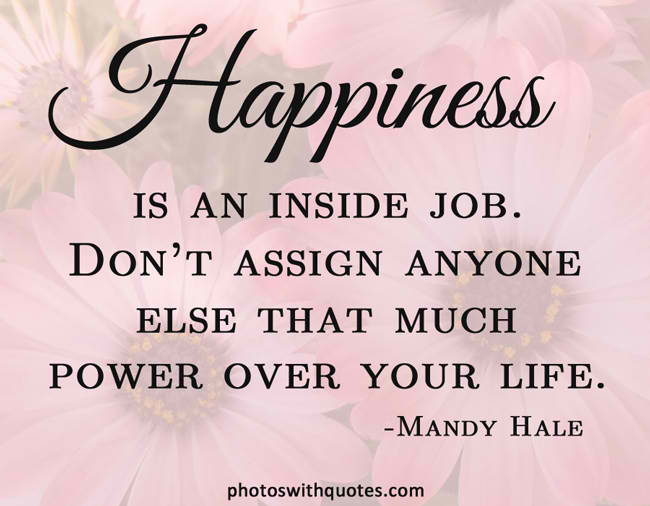 Happiness
is an inside job.
Don't assign anyone
else that much
power over your life.
-Mandy Hale
photoswithquotes.com